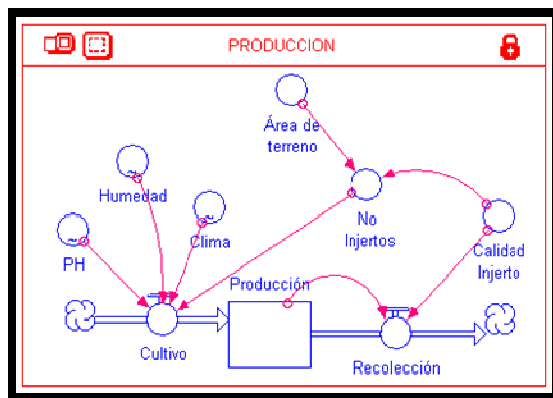 PRODUCCION
Área de
terreno
Humedad
Clima
No
Injertos
PH
Calidad
Injerto
Producción
Cultivo
Recolección